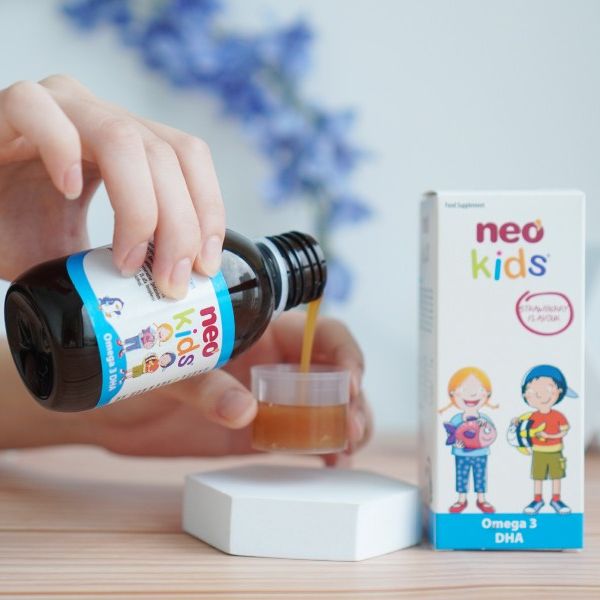 Food Supplement
neo
kids
STRAWBERRY
FLAVOUR
Omega 3
DHA
neo
kids
Omega 3 DHA